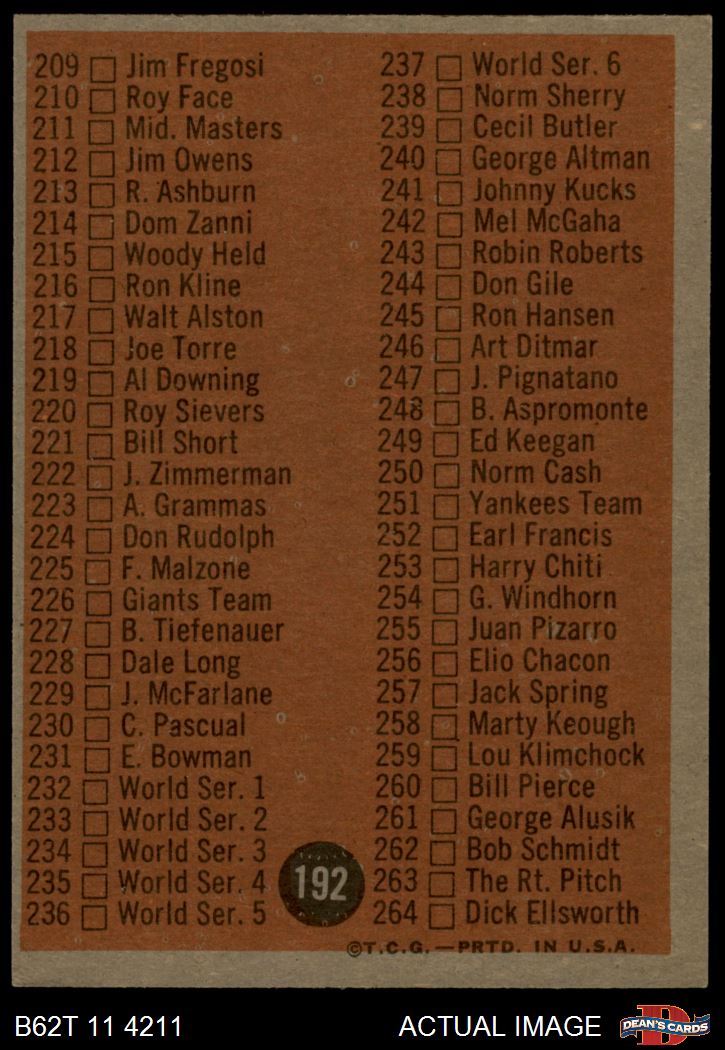 209 Jim Fregosi
210 Roy Face
211 Mid. Masters
212 Jim Owens
213 R. Ashburn
214 Dom Zanni
215 Woody Held
216 Ron Kline
217 Walt Alston
218 Joe Torre
219 Al Downing
220 Roy Sievers
221 Bill Short
222 J. Zimmerman
223 A. Grammas
224 Don Rudolph
225 F. Malzone
226 Giants Team
227 B. Tiefenauer
228 Dale Long
229 J. McFarlane
230 C. Pascual
231 E. Bowman
232 World Ser. 1
233 World Ser. 2
234 World Ser. 3
235 World Ser. 4
236 World Ser. 5
192
237 World Ser. 6
238 Norm Sherry
239 Cecil Butler
240 George Altman
241 Johnny Kucks
242 Mel McGaha
243 Robin Roberts
244 Don Gile
245 Ron Hansen
246 Art Ditmar
247 J. Pignatano
248 B. Aspromonte
249 Ed Keegan
250 Norm Cash
251 Yankees Team
252 Earl Francis
253 Harry Chiti
254 G. Windhorn
255 Juan Pizarro
256 Elio Chacon
257 Jack Spring
258 Marty Keough
259 Lou Klimchock
260 Bill Pierce
261 George Alusik
262 Bob Schmidt
263 The Rt. Pitch
264 Dick Ellsworth
©T.C.G.—PRTD. IN U.S.A.
B62T 11 4211
ACTUAL IMAGE
D
DEAN'S CARDS